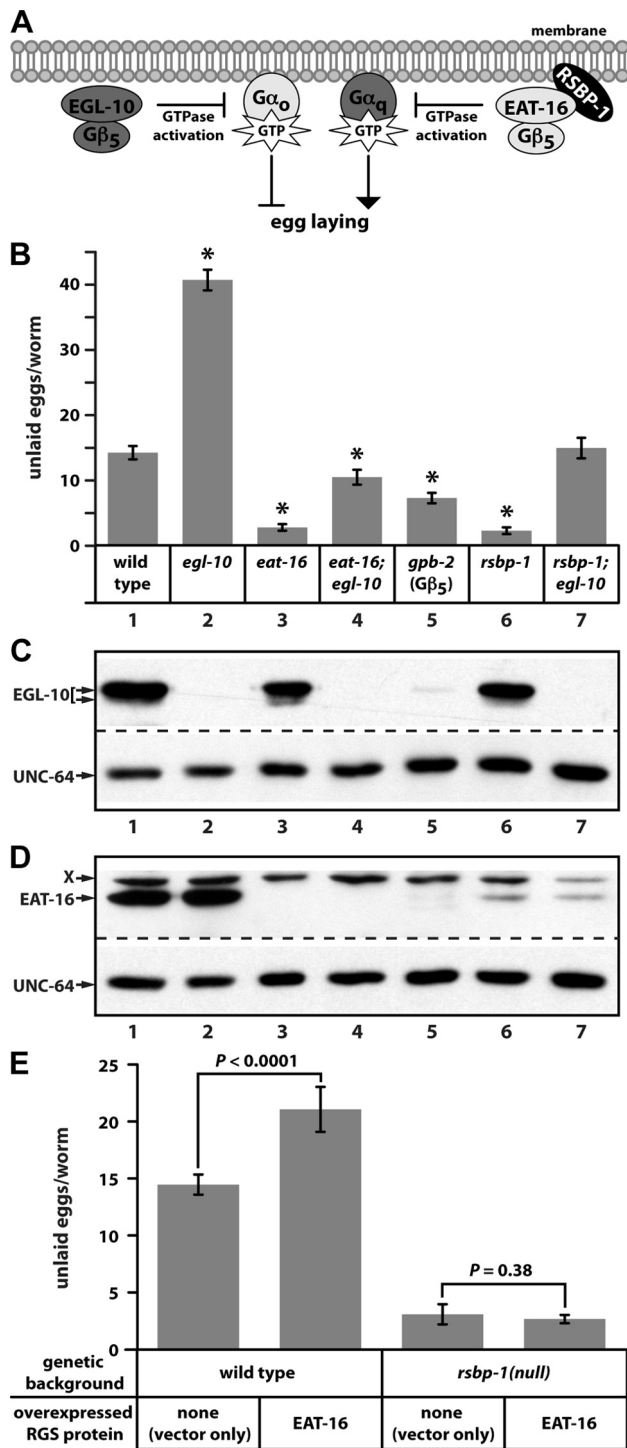 A
membrane
EGL-10
Gβ5
GTPase
activation
Gαo
GTP
Gαq
GTP
GTPase
activation
EAT-16
Gβ5
RSBP-1
egg laying
B
unlaid eggs/worm
40
30
20
10
0
* * * * *
wild type egl-10 eat-16 eat-16; egl-10 gpb-2 (Gβ5) rsbp-1 rsbp-1; egl-10
1 2 3 4 5 6 7
C
EGL-10
UNC-64
1 2 3 4 5 6 7
D
X
EAT-16
UNC-64
1 2 3 4 5 6 7
E
unlaid eggs/worm
25
20
15
10
5
0
P < 0.0001
P = 0.38
genetic background wild type rsbp-1(null)
overexpressed RGS protein none (vector only) EAT-16 none (vector only) EAT-16